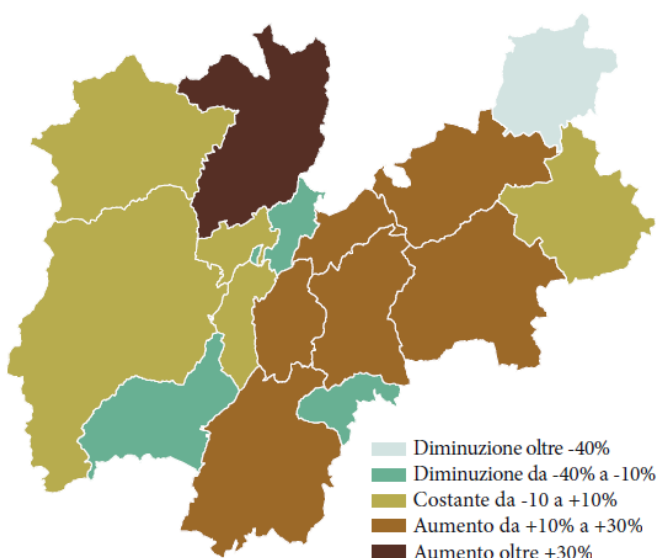 Diminuzione oltre -40%
Diminuzione da -40% a -10%
Costante da -10 a +10%
Aumento da +10% a +30%
Aumento oltre +30%